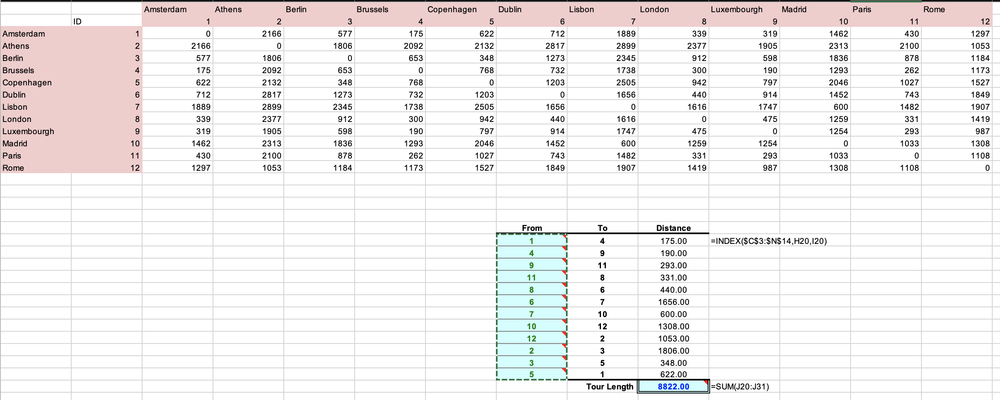 Amsterdam Athens Berlin Brussels Copenhagen Dublin Lisbon London Luxembourgh Madrid Paris Rome
ID 1 2 3 4 5 6 7 8 9 10 11 12
Amsterdam 1 0 2166 577 175 622 712 1889 339 319 1462 430 1297
Athens 2 2166 0 1806 2092 2132 2817 2899 2377 1905 2313 2100 1053
Berlin 3 577 1806 0 653 348 1273 2345 912 598 1836 878 1184
Brussels 4 175 2092 653 0 768 732 1738 300 190 1293 262 1173
Copenhagen 5 622 2132 348 768 0 1203 2505 942 797 2046 1027 1527
Dublin 6 712 2817 1273 732 1203 0 1656 440 914 1452 743 1849
Lisbon 7 1889 2899 2345 1738 2505 1656 0 1616 1747 600 1482 1907
London 8 339 2377 912 300 942 440 1616 0 475 1259 331 1419
Luxembourgh 9 319 1905 598 190 797 914 1747 475 0 1254 293 987
Madrid 10 1462 2313 1836 1293 2046 1452 600 1259 1254 0 1033 1308
Paris 11 430 2100 878 262 1027 743 1482 331 293 1033 0 1108
Rome 12 1297 1053 1184 1173 1527 1849 1907 1419 987 1308 1108 0
From To Distance
1 4 175.00 =INDEX($C$3:$N$14,H20,I20)
4 9 190.00
9 11 293.00
11 8 331.00
8 6 440.00
6 7 1656.00
7 10 600.00
10 12 1308.00
12 2 1053.00
2 3 1806.00
3 5 348.00
5 1 622.00
Tour Length 8822.00 =SUM(J20:J31)